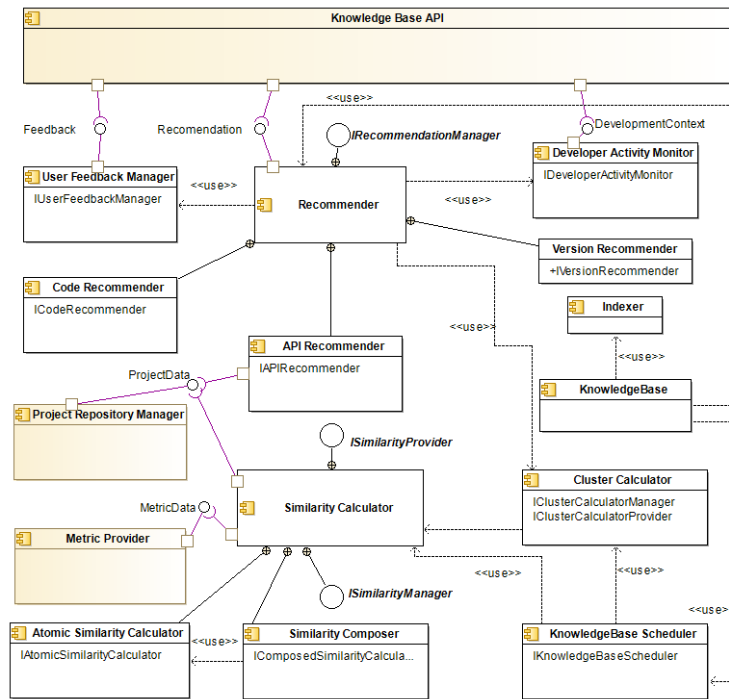 Knowledge Base API
<<use>>
Feedback
Recomendation
DevelopmentContext
IRecommendationManager
User Feedback Manager
IUserFeedbackManager
<<use>>
Recommender
<<use>>
Developer Activity Monitor
IDeveloperActivityMonitor
Version Recommender
+IVersionRecommender
Code Recommender
ICodeRecommender
Indexer
<<use>>
<<use>>
API Recommender
IAPIRecommender
ProjectData
KnowledgeBase
Project Repository Manager
ISimilarityProvider
Similarity Calculator
Cluster Calculator
IClusterCalculatorManager
IClusterCalculatorProvider
MetricData
Metric Provider
<<use>>
<<use>>
ISimilarityManager
<<use>>
Atomic Similarity Calculator
IAtomicSimilarityCalculator
<<use>>
Similarity Composer
IComposedSimilarityCalcula...
KnowledgeBase Scheduler
IKnowledgeBaseScheduler